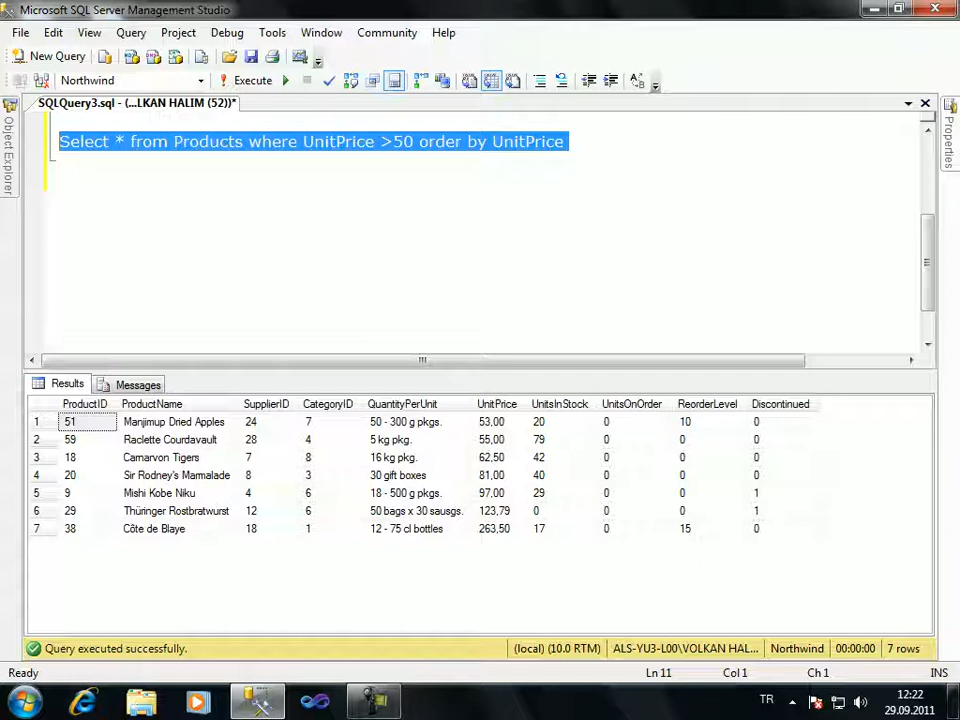 Microsoft SQL Server Management Studio
File Edit View Query Project Debug Tools Window Community Help
New Query
Northwind Execute
SQLQuery3.sql - (...LKAN HALIM (52))*
Object Explorer
Properties
Select * from Products where UnitPrice >50 order by UnitPrice
Results Messages
ProductID ProductName SupplierID CategoryID QuantityPerUnit UnitPrice UnitsInStock UnitsOnOrder ReorderLevel Discontinued
1 51 Manjimup Dried Apples 24 7 50 - 300 g pkgs. 53,00 20 0 10 0
2 59 Raclette Courdavault 28 4 5 kg pkg. 55,00 79 0 0 0
3 18 Carnarvon Tigers 7 8 16 kg pkg. 62,50 42 0 0 0
4 20 Sir Rodney's Marmalade 8 3 30 gift boxes 81,00 40 0 0 0
5 9 Mishi Kobe Niku 4 6 18 - 500 g pkgs. 97,00 29 0 0 1
6 29 Thüringer Rostbratwurst 12 6 50 bags x 30 sausgs. 123,79 0 0 0 1
7 38 Côte de Blaye 18 1 12 - 75 cl bottles 263,50 17 0 15 0
Query executed successfully. (local) (10.0 RTM) ALS-YU3-L00\VOLKAN HAL... Northwind 00:00:00 7 rows
Ready Ln 11 Col 1 Ch 1 INS
TR 12:22
29.09.2011